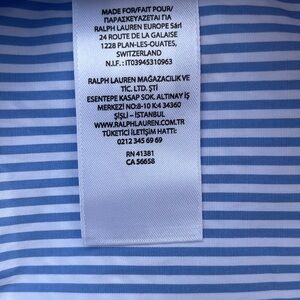 MADE FOR/FAIT POUR/
ΠΑΡΑΣΚΕΥΑΖΕΤΑΙ ΓΙΑ
RALPH LAUREN EUROPE Sàrl
24 ROUTE DE LA GALAISE
1228 PLAN-LES-OUATES,
SWITZERLAND
N.I.F.: IT03945310963
RALPH LAUREN MAĞAZACILIK VE
TİC. LTD. ŞTİ
ESENTEPE KASAP SOK. ALTINAY İŞ
MERKEZİ NO:8-10 K:4 34360
ŞİŞLİ – İSTANBUL
WWW.RALPHLAUREN.COM.TR
TÜKETİCİ İLETİŞİM HATTI:
0212 345 69 69
RN 41381
CA 56658